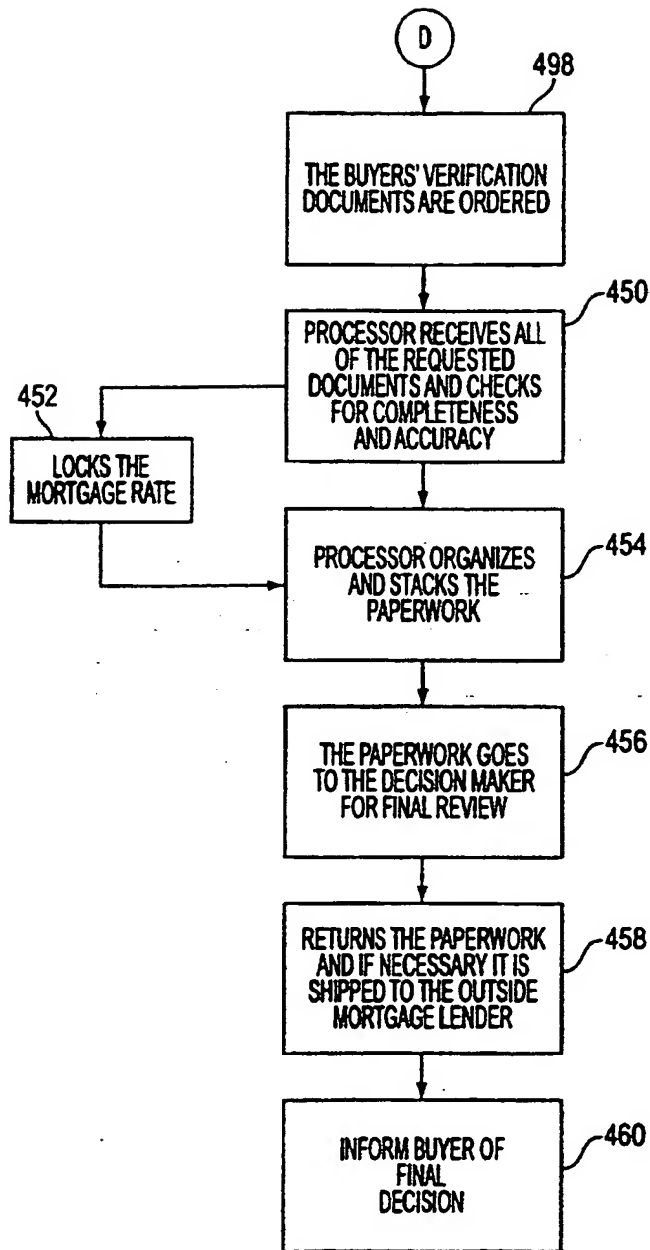 D
498
THE BUYERS' VERIFICATION
DOCUMENTS ARE ORDERED
450
PROCESSOR RECEIVES ALL
OF THE REQUESTED
DOCUMENTS AND CHECKS
FOR COMPLETENESS
AND ACCURACY
452
LOCKS THE
MORTGAGE RATE
454
PROCESSOR ORGANIZES
AND STACKS THE
PAPERWORK
456
THE PAPERWORK GOES
TO THE DECISION MAKER
FOR FINAL REVIEW
458
RETURNS THE PAPERWORK
AND IF NECESSARY IT IS
SHIPPED TO THE OUTSIDE
MORTGAGE LENDER
460
INFORM BUYER OF
FINAL
DECISION